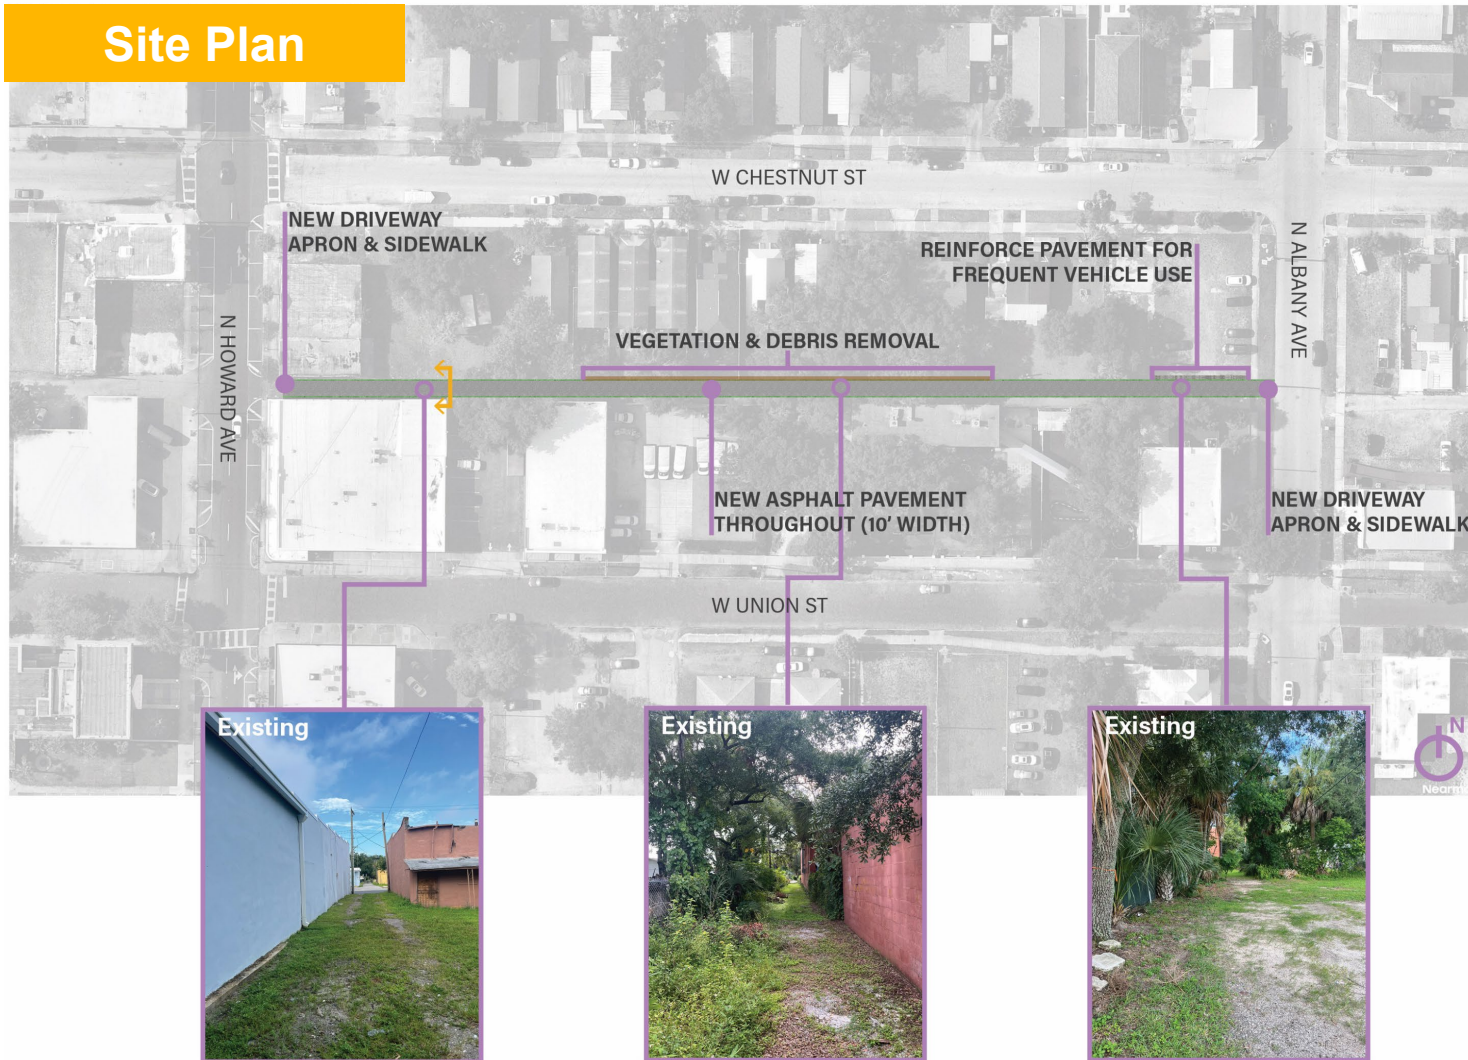 Site Plan
W CHESTNUT ST
NEW DRIVEWAY
APRON & SIDEWALK
REINFORCE PAVEMENT FOR
FREQUENT VEHICLE USE
N ALBANY AVE
N HOWARD AVE
VEGETATION & DEBRIS REMOVAL
NEW ASPHALT PAVEMENT
THROUGHOUT (10' WIDTH)
NEW DRIVEWAY
APRON & SIDEWALK
W UNION ST
Existing
Existing
Existing
N